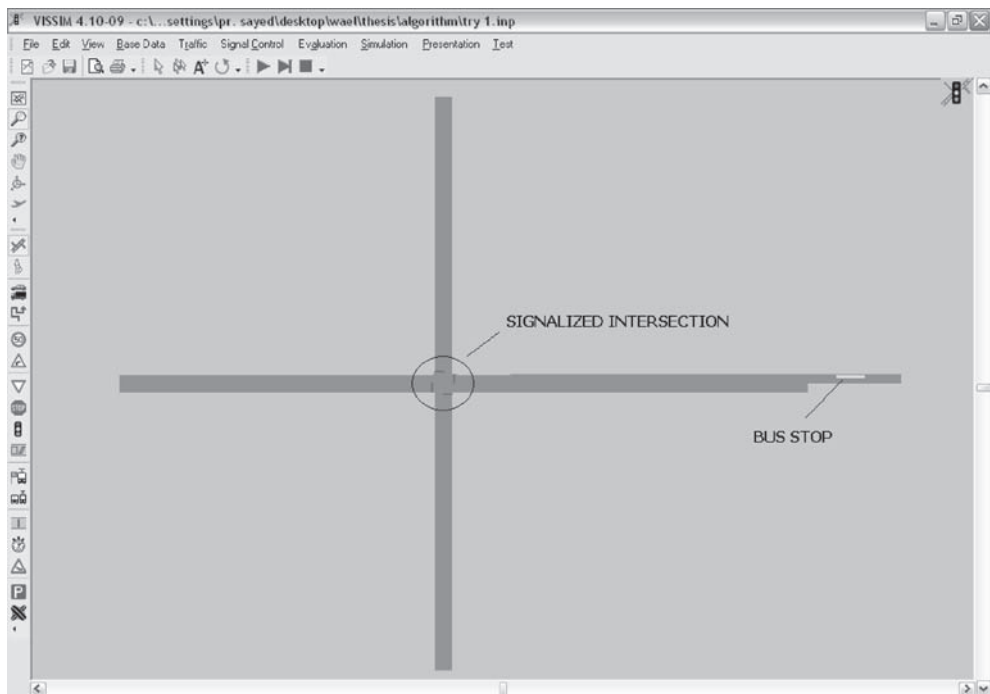 VISSIM 4.10-09 - c:\...settings\pr. sayed\desktop\wael\thesis\algorithm\try 1.inp
File Edit View Base Data Traffic Signal Control Evaluation Simulation Presentation Test
SIGNALIZED INTERSECTION
BUS STOP
STOP
P